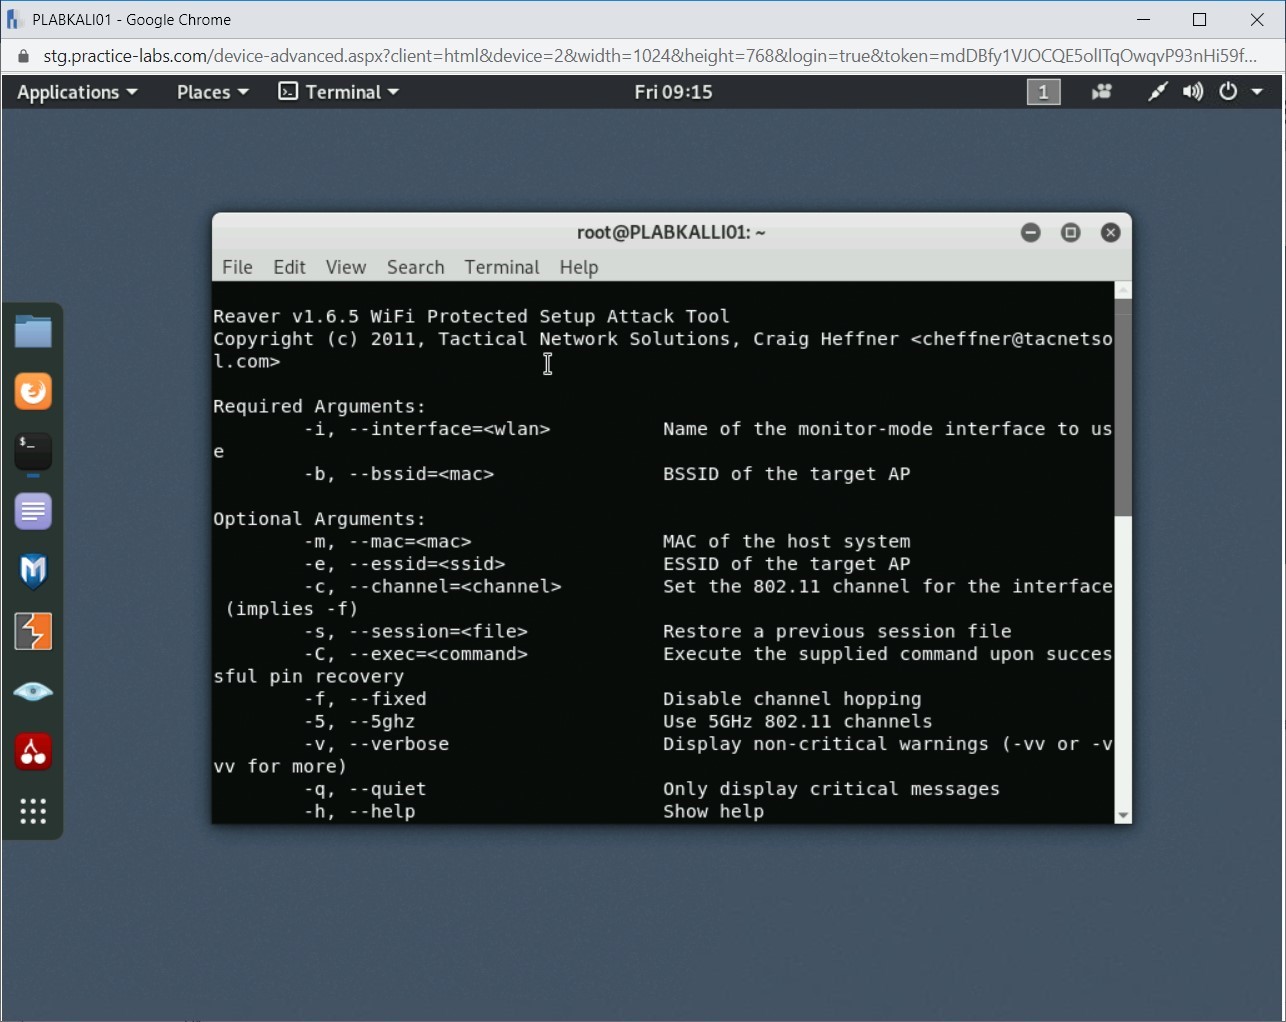 PLABKALI01 - Google Chrome
stg.practice-labs.com/device-advanced.aspx?client=html&device=2&width=1024&height=768&login=true&token=mdDBfy1VJOCQE5olITqOwqvP93nHi59f...
Applications Places Terminal Fri 09:15 1
root@PLABKALLI01: ~
File Edit View Search Terminal Help
Reaver v1.6.5 WiFi Protected Setup Attack Tool
Copyright (c) 2011, Tactical Network Solutions, Craig Heffner <cheffner@tacnetso
l.com>
Required Arguments:
-i, --interface=<wlan> Name of the monitor-mode interface to us
e
-b, --bssid=<mac> BSSID of the target AP
Optional Arguments:
-m, --mac=<mac> MAC of the host system
-e, --essid=<ssid> ESSID of the target AP
-c, --channel=<channel> Set the 802.11 channel for the interface
(implies -f)
-s, --session=<file> Restore a previous session file
-C, --exec=<command> Execute the supplied command upon succes
sful pin recovery
-f, --fixed Disable channel hopping
-5, --5ghz Use 5GHz 802.11 channels
-v, --verbose Display non-critical warnings (-vv or -v
vv for more)
-q, --quiet Only display critical messages
-h, --help Show help